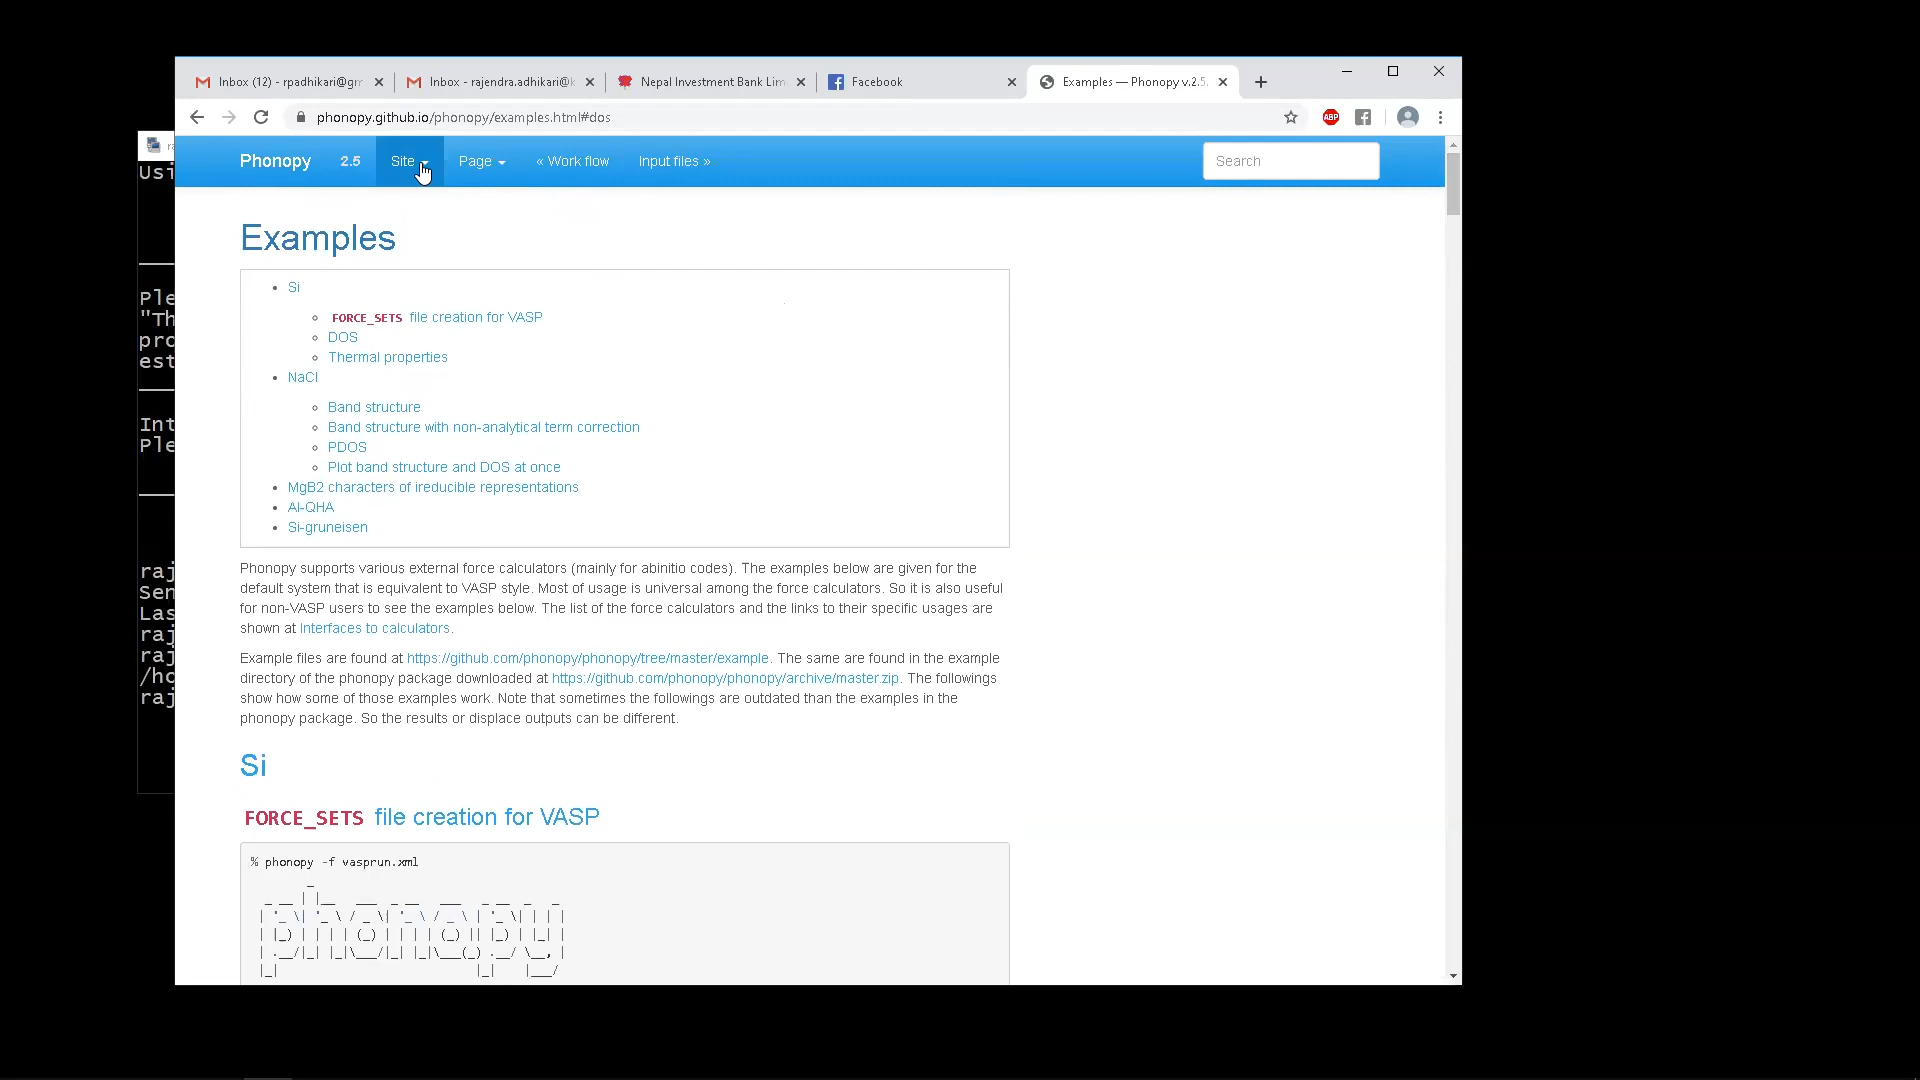 Inbox (12) - rpadhikari@gm
Inbox - rajendra.adhikari@k
Nepal Investment Bank Lim
Facebook
Examples — Phonopy v.2.5.
phonopy.github.io/phonopy/examples.html#dos
ABP
Phonopy 2.5 Site Page « Work flow Input files » Search
Usi
Ple
"Th
pro
est
Int
Ple
raj
Sen
Las
raj
raj
/ho
raj
Examples
Si
FORCE_SETS file creation for VASP
DOS
Thermal properties
NaCl
Band structure
Band structure with non-analytical term correction
PDOS
Plot band structure and DOS at once
MgB2 characters of ireducible representations
Al-QHA
Si-gruneisen
Phonopy supports various external force calculators (mainly for abinitio codes). The examples below are given for the
default system that is equivalent to VASP style. Most of usage is universal among the force calculators. So it is also useful
for non-VASP users to see the examples below. The list of the force calculators and the links to their specific usages are
shown at Interfaces to calculators.
Example files are found at https://github.com/phonopy/phonopy/tree/master/example. The same are found in the example
directory of the phonopy package downloaded at https://github.com/phonopy/phonopy/archive/master.zip. The followings
show how some of those examples work. Note that sometimes the followings are outdated than the examples in the
phonopy package. So the results or displace outputs can be different.
Si
FORCE_SETS file creation for VASP
% phonopy -f vasprun.xml